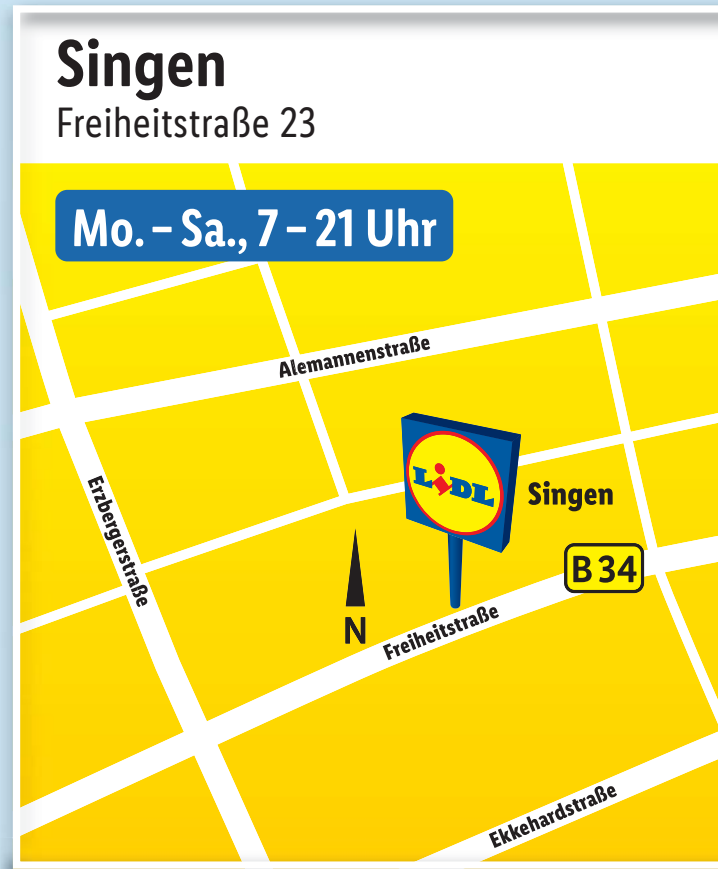 Singen
Freiheitstraße 23
Mo. – Sa., 7 – 21 Uhr
Alemannenstraße
LIDL
Singen
Erzbergerstraße
B 34
N
Freiheitstraße
Ekkehardstraße